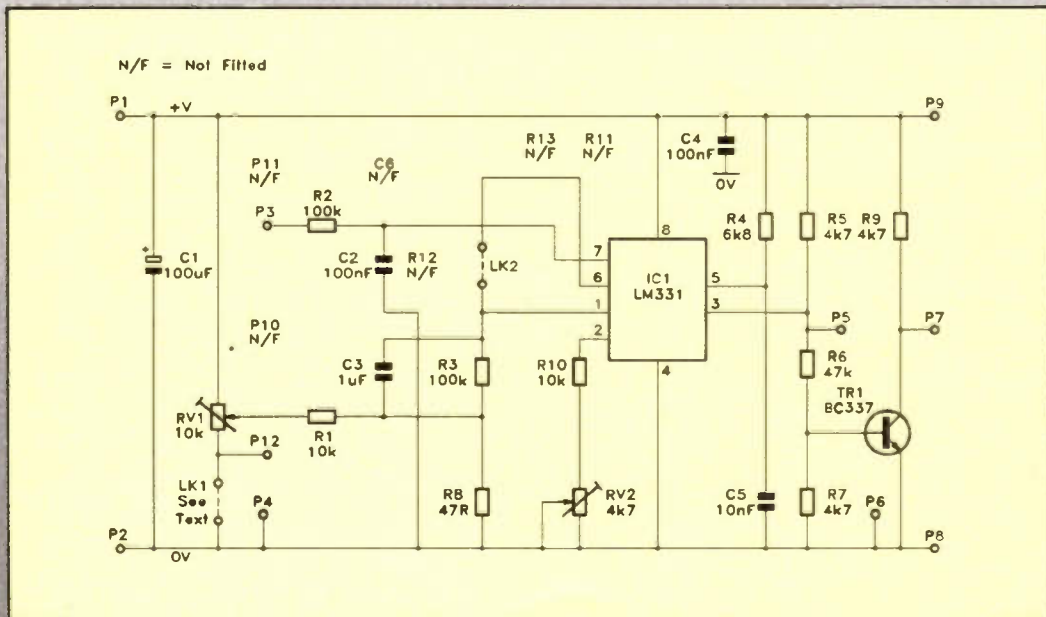 N/F = Not Fitted
P1
+V
P9
P11
N/F
C6
N/F
R13
N/F
R11
N/F
C4
100nF
0V
P3
R2
100k
R4
6k8
R5
4k7
R9
4k7
+
C1
100uF
C2
100nF
R12
N/F
LK2
8
7
6
1
2
IC1
LM331
5
3
4
P5
P7
P10
N/F
C3
1uF
R3
100k
R10
10k
R6
47k
TR1
BC337
RV1
10k
R1
10k
P12
LK1
See
Text
P4
R8
47R
RV2
4k7
C5
10nF
R7
4k7
P6
P2
0V
P8